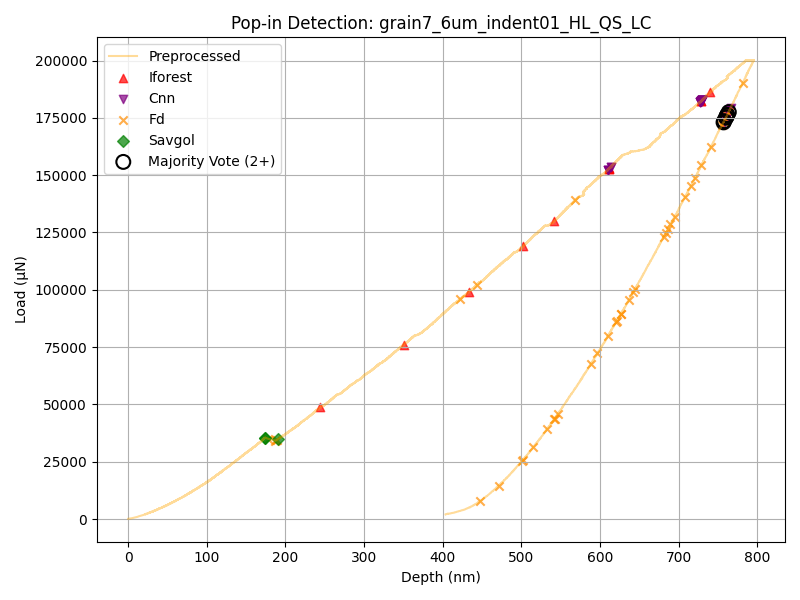 Pop-in Detection: grain7_6um_indent01_HL_QS_LC
Preprocessed
Iforest
Cnn
Fd
Savgol
Majority Vote (2+)
200000
175000
150000
125000
100000
75000
50000
25000
0
Load (µN)
0 100 200 300 400 500 600 700 800
Depth (nm)